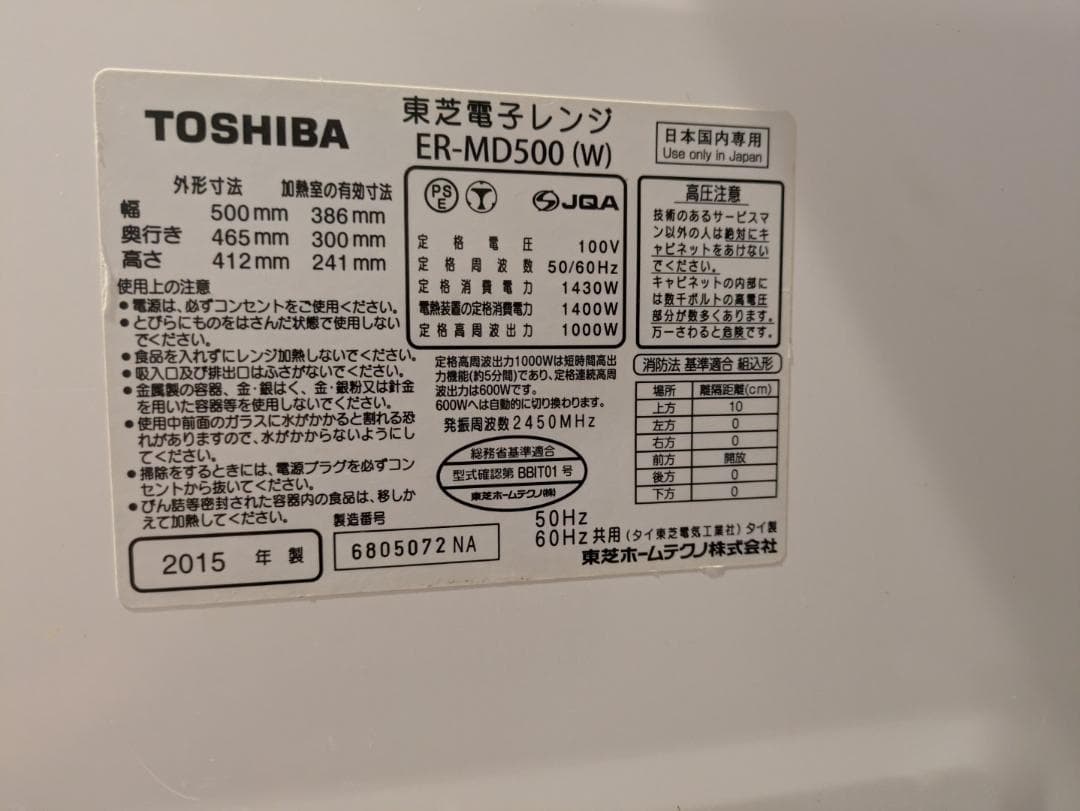 TOSHIBA
東芝電子レンジ
ER-MD500 (W)
日本国内専用
Use only in Japan
外形寸法 加熱室の有効寸法
幅 500mm 386mm
奥行き 465mm 300mm
高さ 412mm 241mm
使用上の注意
●電源は、必ずコンセントをご使用ください。
●とびらにものをはさんだ状態で使用しない
でください。
●食品を入れずにレンジ加熱しないでください。
●吸入口及び排出口はふさがないでください。
●金属製の容器、金・銀はく、金・銀粉又は針金
を用いた容器等を使用しないでください。
●使用中前面のガラスに水がかかると割れる恐
れがありますので、水がかからないようにし
てください。
●掃除をするときには、電源プラグを必ずコン
セントから抜いてください。
●びん詰等密封された容器内の食品は、移しか
えて加熱してください。
2015 年 製
製造番号
6805072 NA
PS
E
JQA
定格電圧 100V
定格周波数 50/60Hz
定格消費電力 1430W
電熱装置の定格消費電力 1400W
定格高周波出力 1000W
定格高周波出力1000Wは短時間高出
力機能(約5分間)であり、定格連続高周
波出力は600Wです。
600Wへは自動的に切り換わります。
発振周波数2450MHz
総務省基準適合
型式確認第 BBIT01 号
東芝ホームテクノ(株)
高圧注意
技術のあるサービスマ
ン以外の人は絶対にキ
ャビネットをあけない
でください。
キャビネットの内部に
は数千ボルトの高電圧
部分が数多くあります。
万一さわると危険です。
消防法 基準適合 組込形
場所 離隔距離(cm)
上方 10
左方 0
右方 0
前方 開放
後方 0
下方 0
50Hz
60Hz 共用 (タイ東芝電気工業社) タイ製
東芝ホームテクノ株式会社